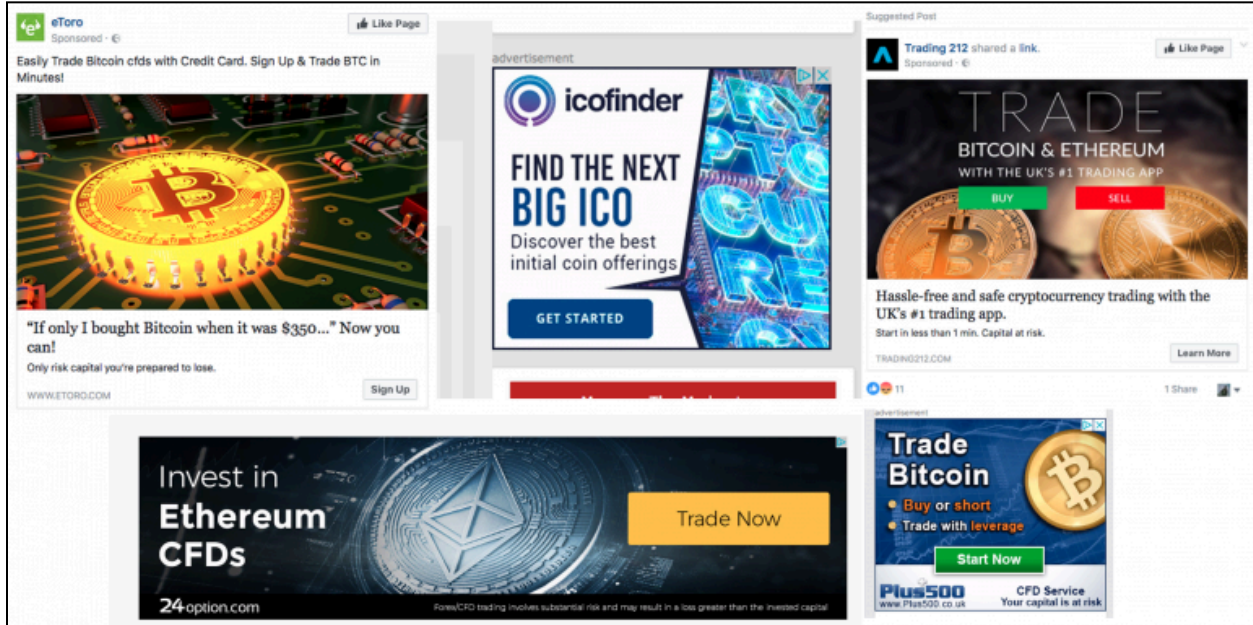 eToro
Like Page
Sponsored ·
Easily Trade Bitcoin cfds with Credit Card. Sign Up & Trade BTC in
Minutes!
"If only I bought Bitcoin when it was $350..." Now you
can!
Only risk capital you're prepared to lose.
WWW.ETORO.COM
Sign Up
advertisement
icofinder
FIND THE NEXT
BIG ICO
Discover the best
initial coin offerings
GET STARTED
CRYPTO
CURRE
NC
Suggested Post
Trading 212 shared a link.
Like Page
Sponsored ·
TRADE
BITCOIN & ETHEREUM
WITH THE UK'S #1 TRADING APP
BUY
SELL
Hassle-free and safe cryptocurrency trading with the
UK's #1 trading app.
Start in less than 1 min. Capital at risk.
TRADING212.COM
Learn More
11
1 Share
Invest in
Ethereum
CFDs
Trade Now
24option.com
Forex/CFD trading involves substantial risk and may result in a loss greater than the invested capital
advertisement
Trade
Bitcoin
Buy or short
Trade with leverage
Start Now
Plus500
www.Plus500.co.uk
CFD Service
Your capital is at risk